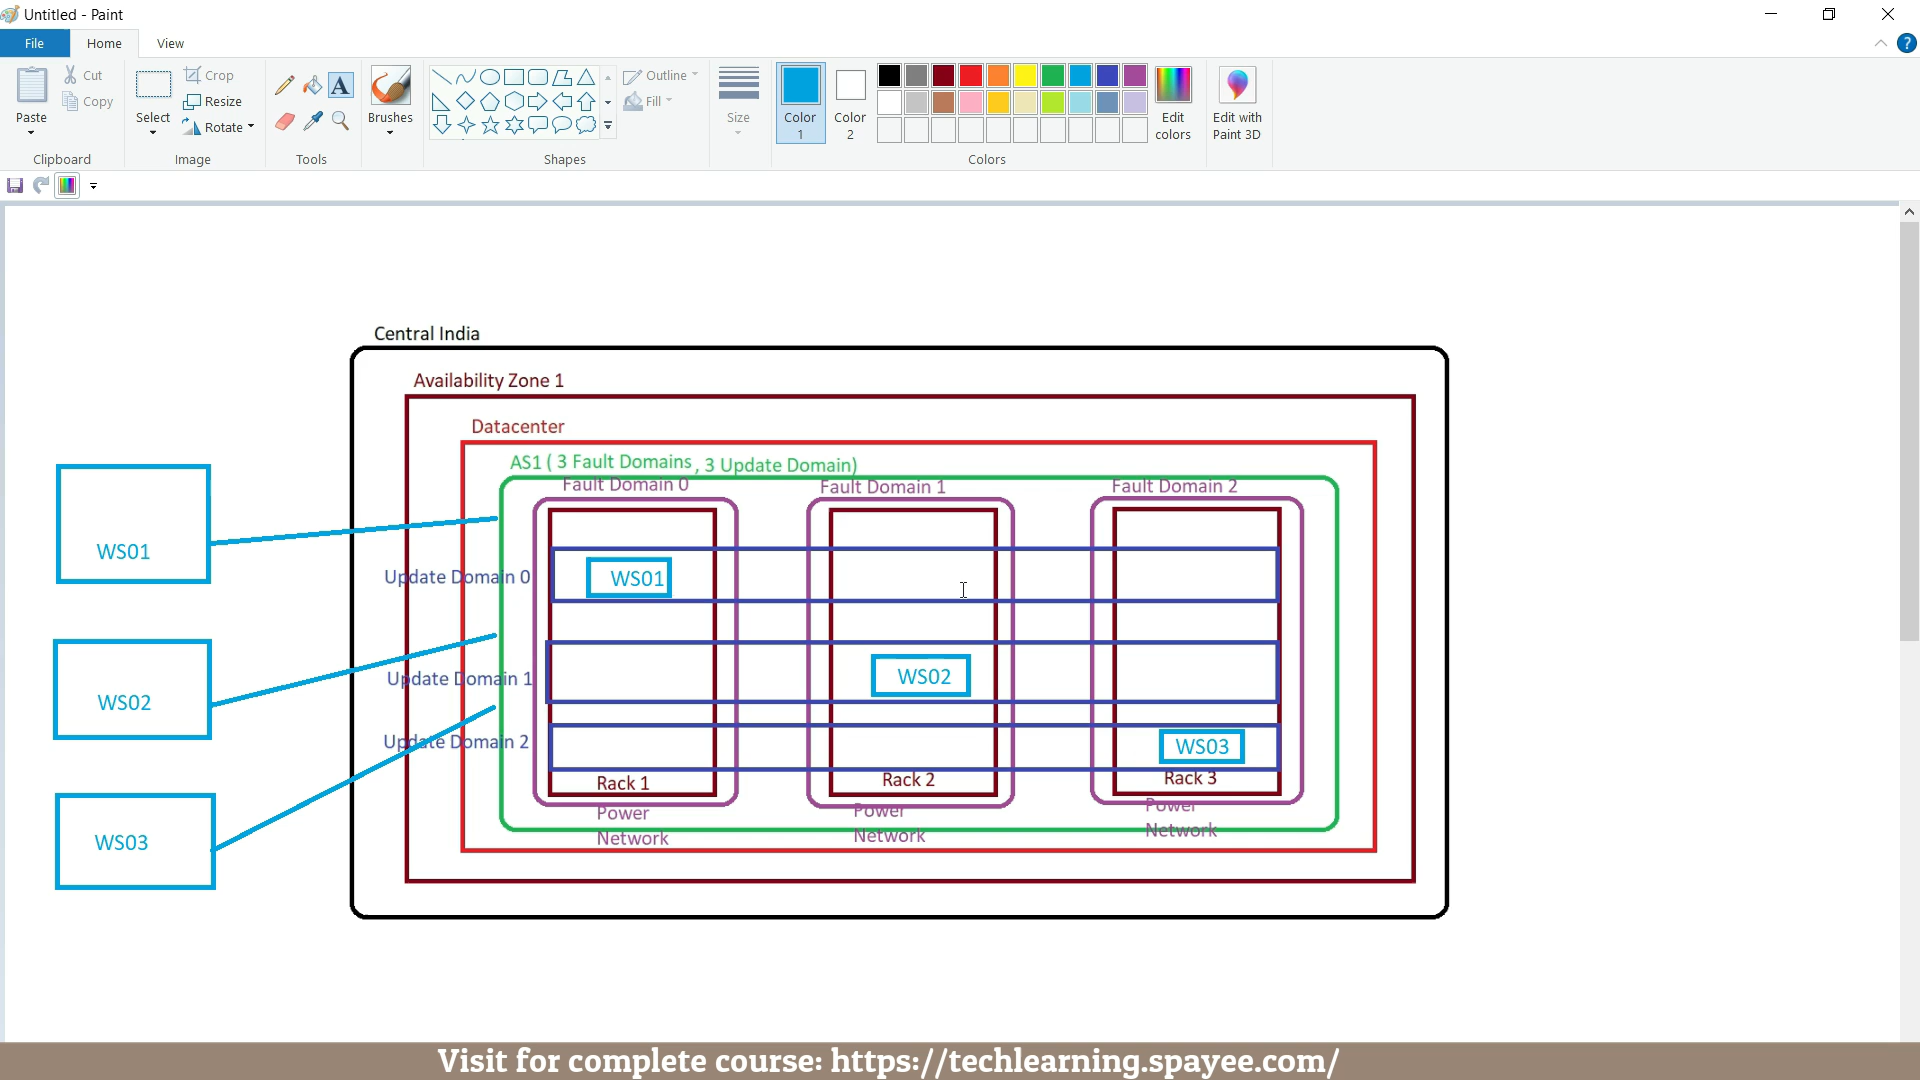 Untitled - Paint
File Home View
Paste
Cut
Copy
Clipboard
Select
Crop
Resize
Rotate
Image
Tools
Brushes
Shapes
Outline
Fill
Size
Color 1
Color 2
Colors
Edit colors
Edit with Paint 3D
Central India
Availability Zone 1
Datacenter
AS1 ( 3 Fault Domains , 3 Update Domain)
Fault Domain 0 Fault Domain 1 Fault Domain 2
WS01
Update Domain 0 WS01
WS02
Update Domain 1 WS02
WS03
Update Domain 2 WS03
Rack 1 Rack 2 Rack 3
Power Power Power
Network Network Network
Visit for complete course: https://techlearning.spayee.com/